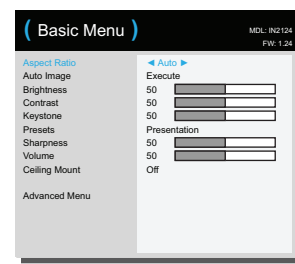 ( Basic Menu )
MDL: IN2124
FW: 1.24
Aspect Ratio ◄ Auto ►
Auto Image Execute
Brightness 50
Contrast 50
Keystone 50
Presets Presentation
Sharpness 50
Volume 50
Ceiling Mount Off
Advanced Menu